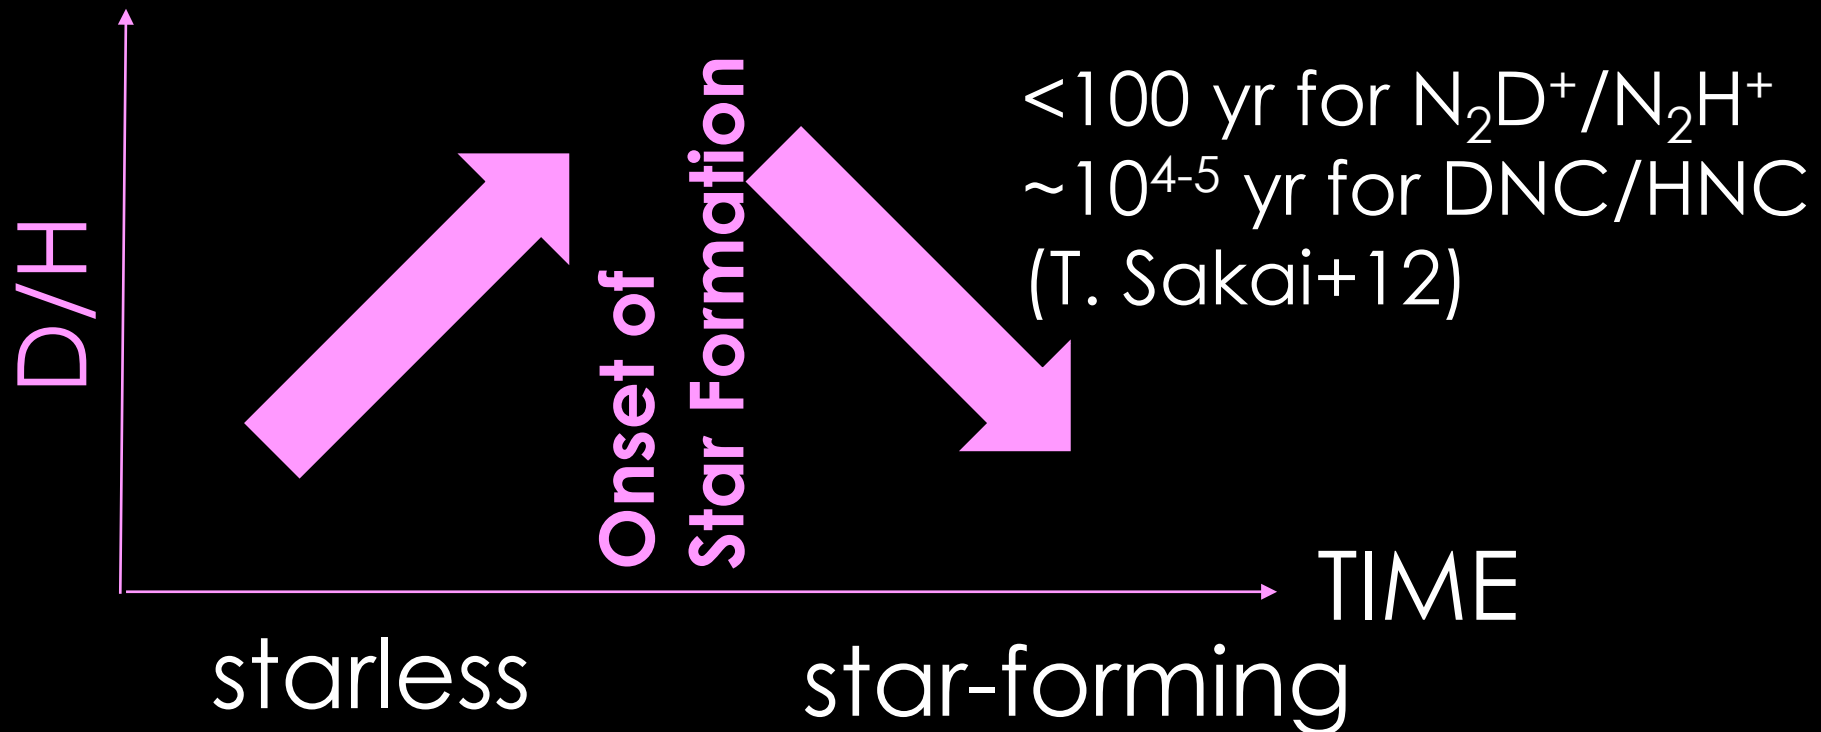 D/H
Onset of
Star Formation
<100 yr for N₂D⁺/N₂H⁺
~10⁴⁻⁵ yr for DNC/HNC
(T. Sakai+12)
TIME
starless
star-forming